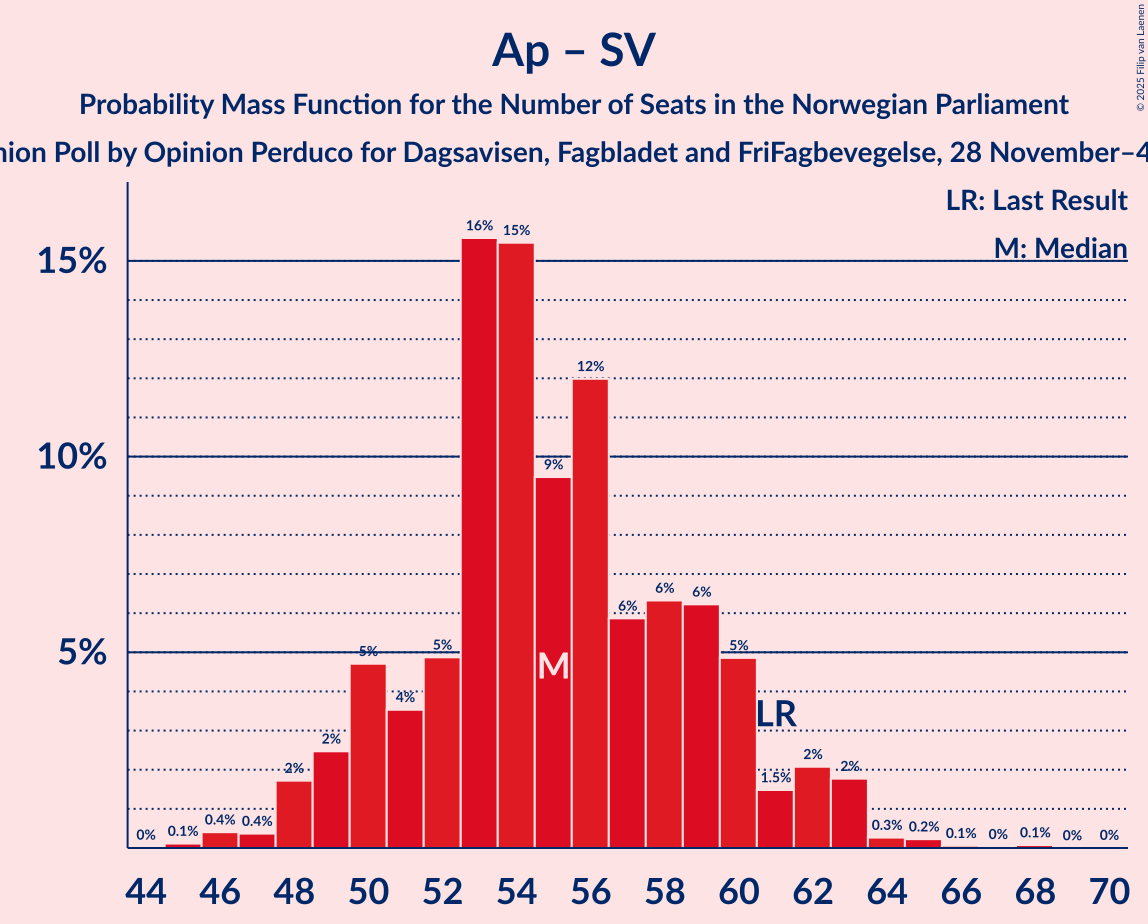 Ap – SV
Probability Mass Function for the Number of Seats in the Norwegian Parliament
Opinion Poll by Opinion Perduco for Dagsavisen, Fagbladet and FriFagbevegelse, 28 November–4
© 2025 Filip van Laenen
LR: Last Result
M: Median
15%
10%
5%
0% 0.1% 0.4% 0.4% 2% 2% 5% 4% 5% 16% 15% 9% 12% 6% 6% 6% 5% 1.5% 2% 2% 0.3% 0.2% 0.1% 0% 0.1% 0% 0%
M
LR
44 46 48 50 52 54 56 58 60 62 64 66 68 70